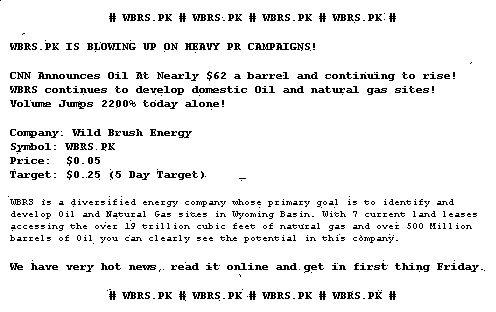 # WBRS.PK # WBRS.PK # WBRS.PK # WBRS.PK #
WBRS.PK IS BLOWING UP ON HEAVY PR CAMPAIGNS!
CNN Announces Oil At Nearly $62 a barrel and continuing to rise!
WBRS continues to develop domestic Oil and natural gas sites!
Volume Jumps 2200% today alone!
Company: Wild Brush Energy
Symbol: WBRS.PK
Price: $0.05
Target: $0.25 (5 Day Target)
WBRS is a diversified energy company whose primary goal is to identify and
develop Oil and Natural Gas sites in Wyoming Basin. With 7 current land leases
accessing the over 19 trillion cubic feet of natural gas and over 500 Million
barrels of Oil you can clearly see the potential in this company.
We have very hot news, read it online and get in first thing Friday.
# WBRS.PK # WBRS.PK # WBRS.PK # WBRS.PK #